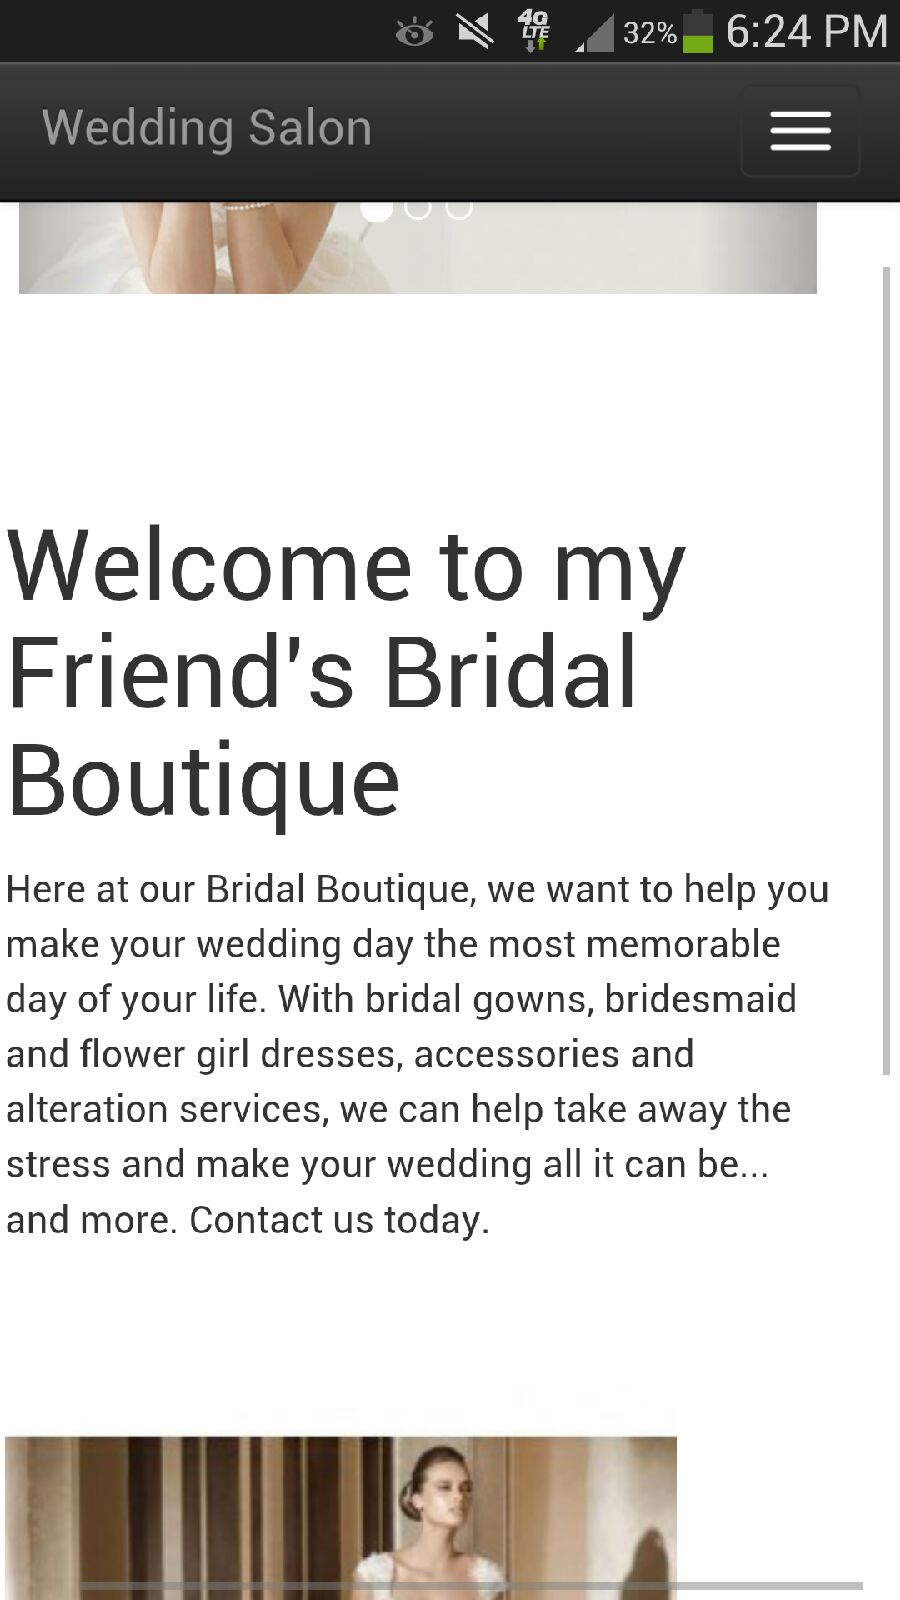 4G
LTE
32%
6:24 PM
Wedding Salon
Welcome to my
Friend's Bridal
Boutique
Here at our Bridal Boutique, we want to help you
make your wedding day the most memorable
day of your life. With bridal gowns, bridesmaid
and flower girl dresses, accessories and
alteration services, we can help take away the
stress and make your wedding all it can be...
and more. Contact us today.